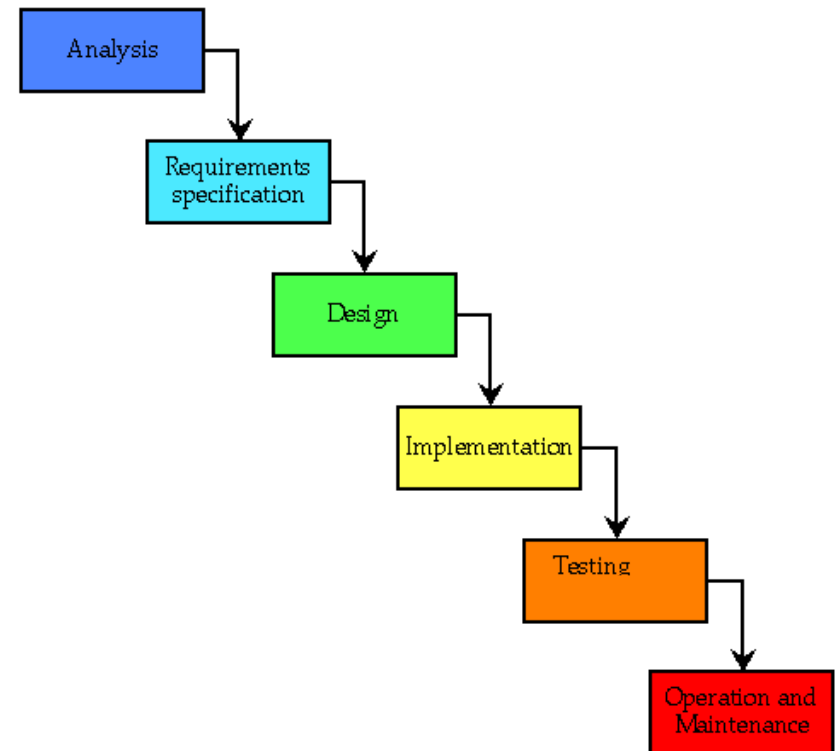 Analysis
Requirements
specification
Design
Implementation
Testing
Operation and
Maintenance